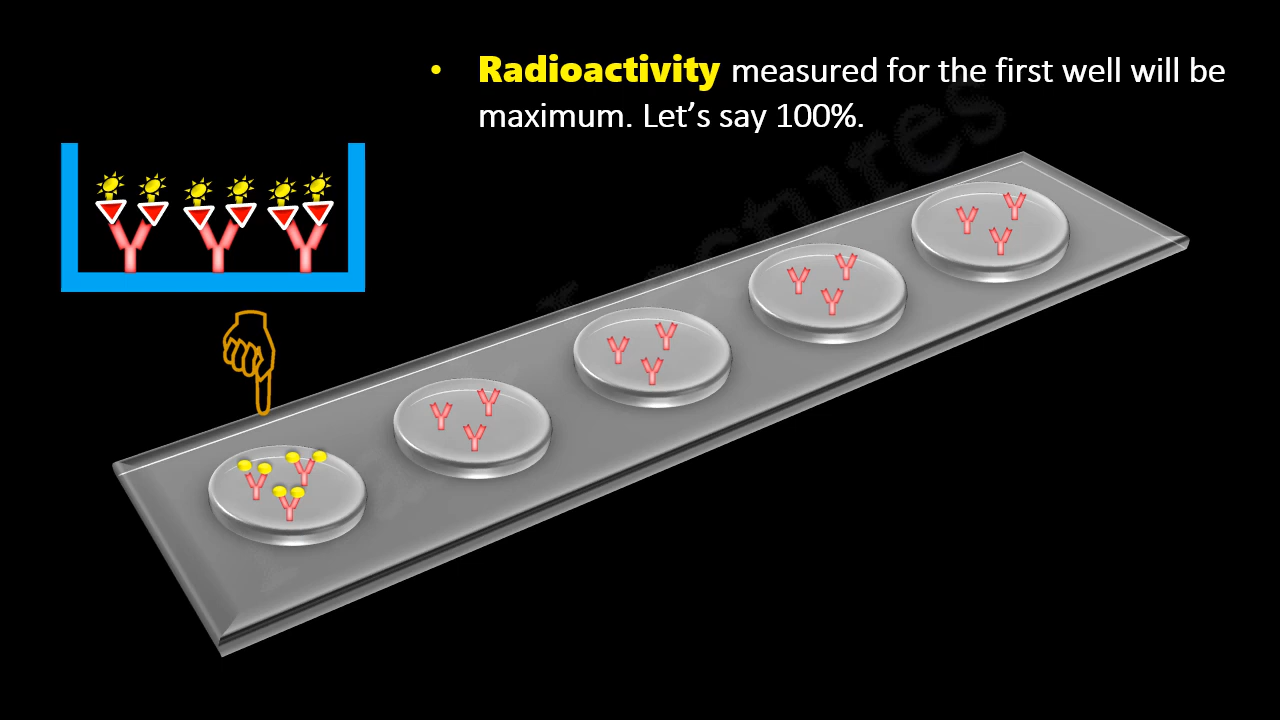 • Radioactivity measured for the first well will be
maximum. Let’s say 100%.